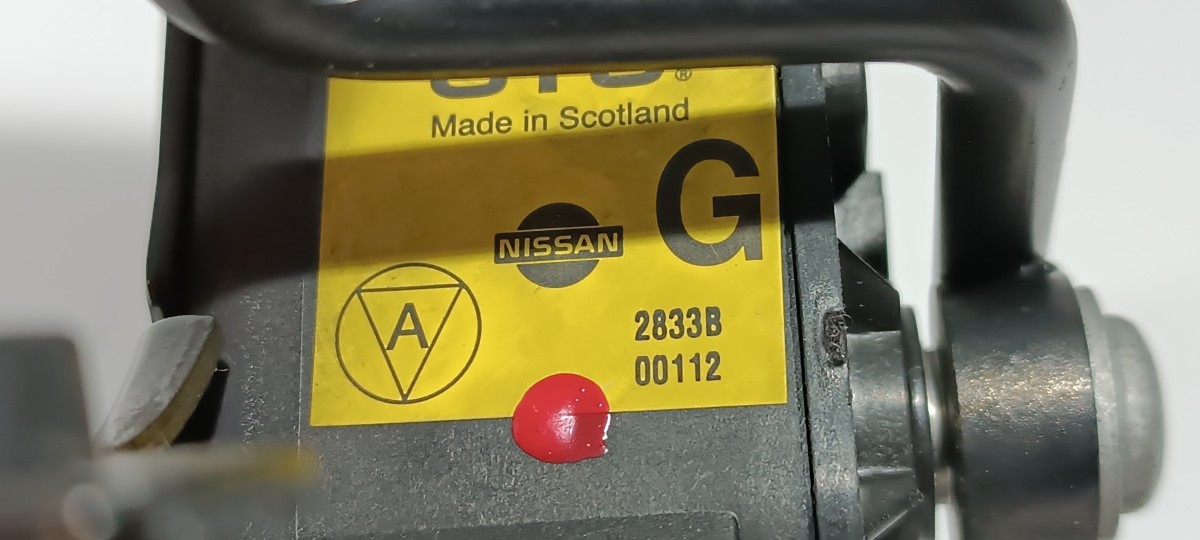 ®
Made in Scotland
G
NISSAN
A
2833B
00112